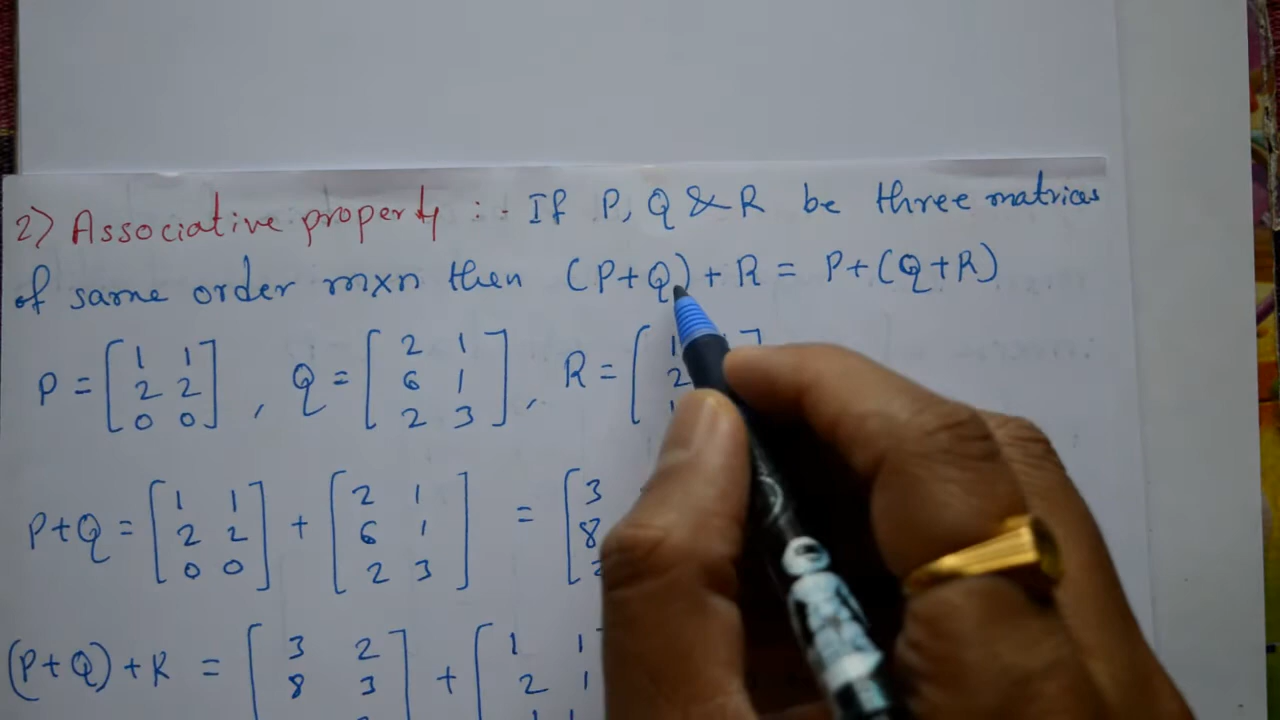 2) Associative property :- If P, Q & R be three matrices
of same order mxn then (P+Q)+R = P+(Q+R)
P = [1 1
2 2
0 0] , Q = [2 1
6 1
2 3] , R = [1
2
P+Q = [1 1
2 2
0 0] + [2 1
6 1
2 3] = [3
8
(P+Q)+R = [3 2
8 3] + [1 1
2 1